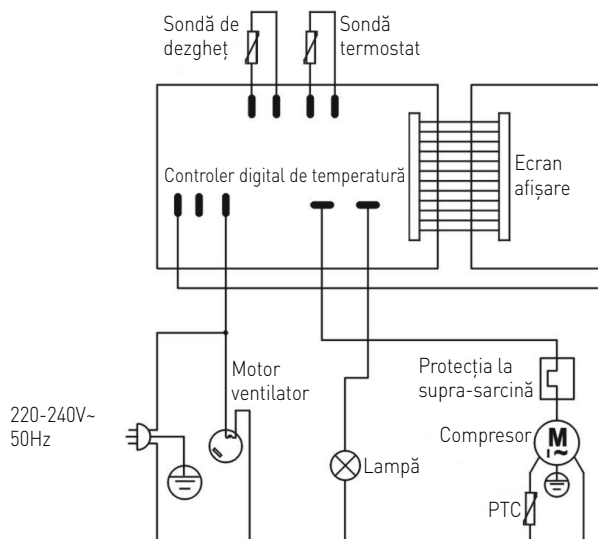 Sondă de
dezgheț
Sondă
termostat
Controler digital de temperatură
Ecran
afișare
Motor
ventilator
Protecția la
supra-sarcină
220-240V~
50Hz
Compresor
M
1~
Lampă
PTC